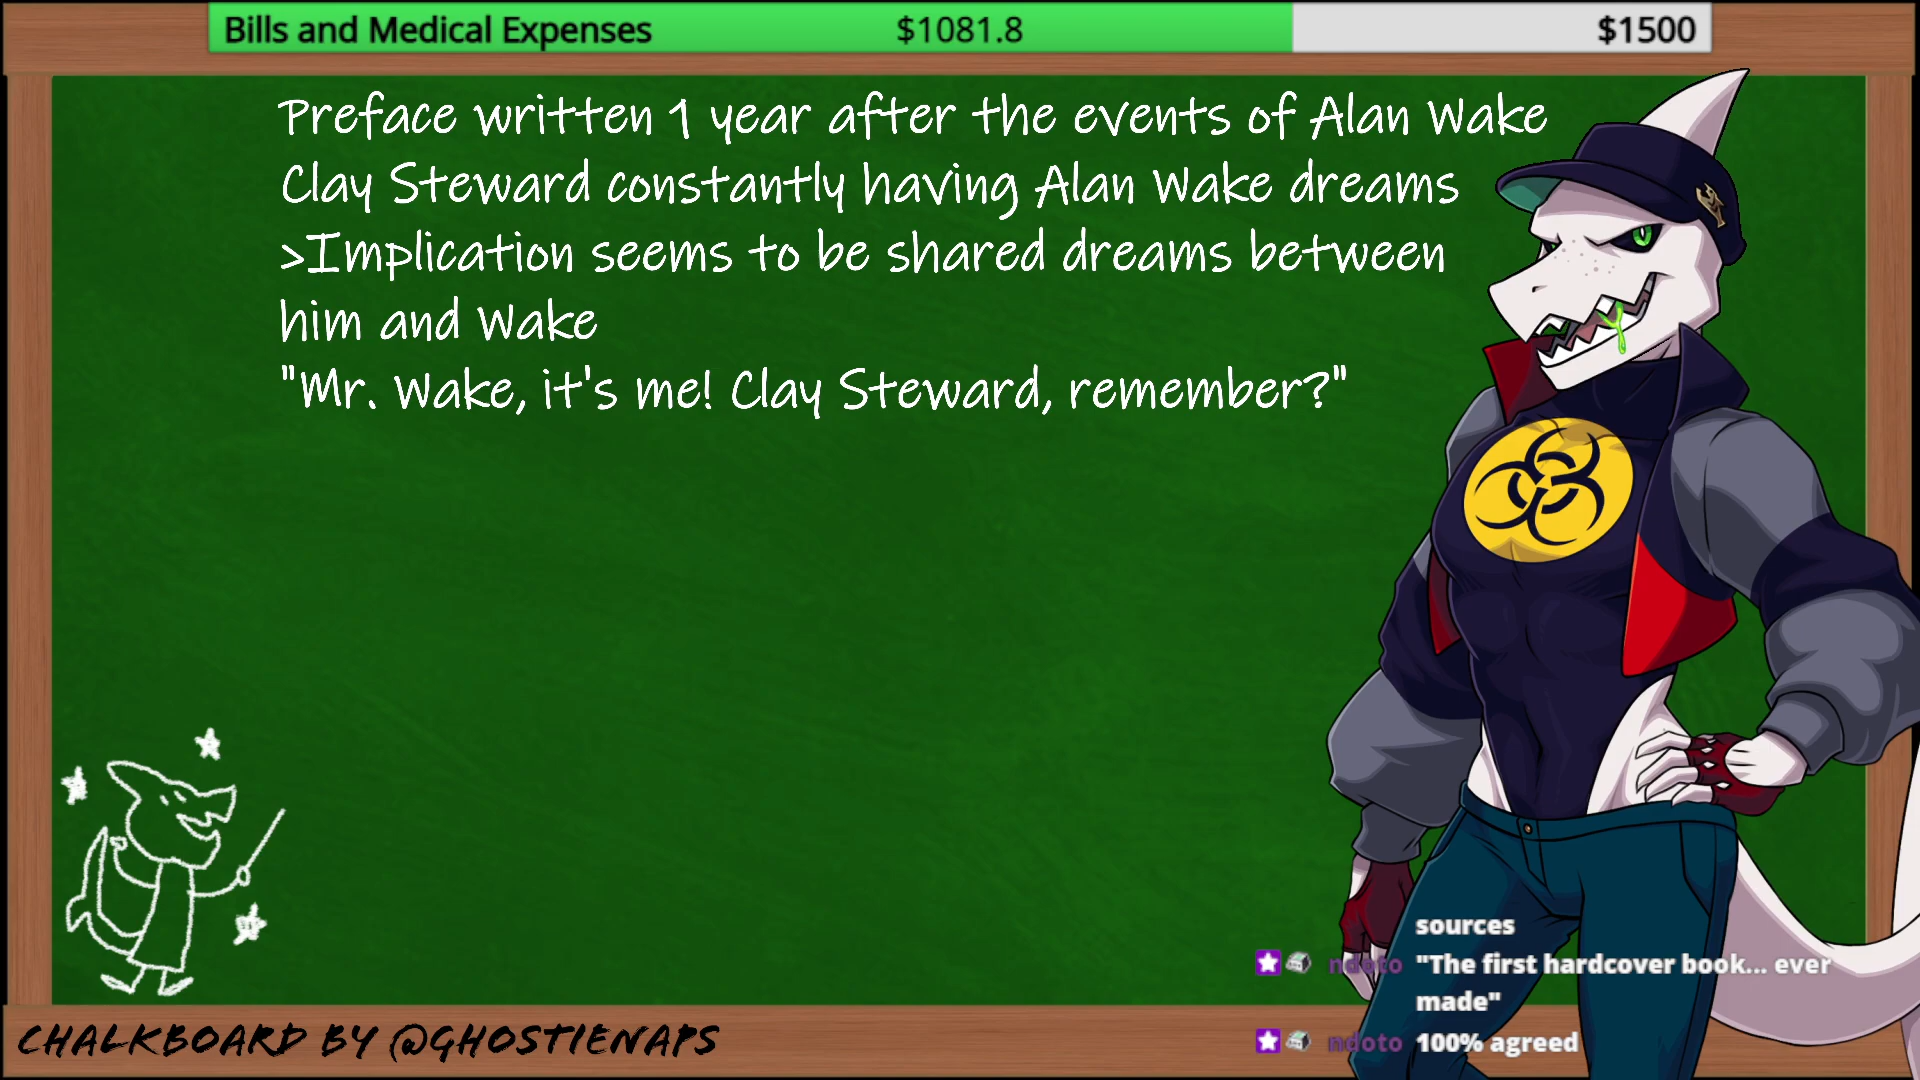 Bills and Medical Expenses $1081.8 $1500
Preface written 1 year after the events of Alan Wake
Clay Steward constantly having Alan Wake dreams
>Implication seems to be shared dreams between
him and Wake
"Mr. Wake, it's me! Clay Steward, remember?"
sources
ndoto "The first hardcover book... ever
made"
ndoto 100% agreed
CHALKBOARD BY @GHOSTIENAPS